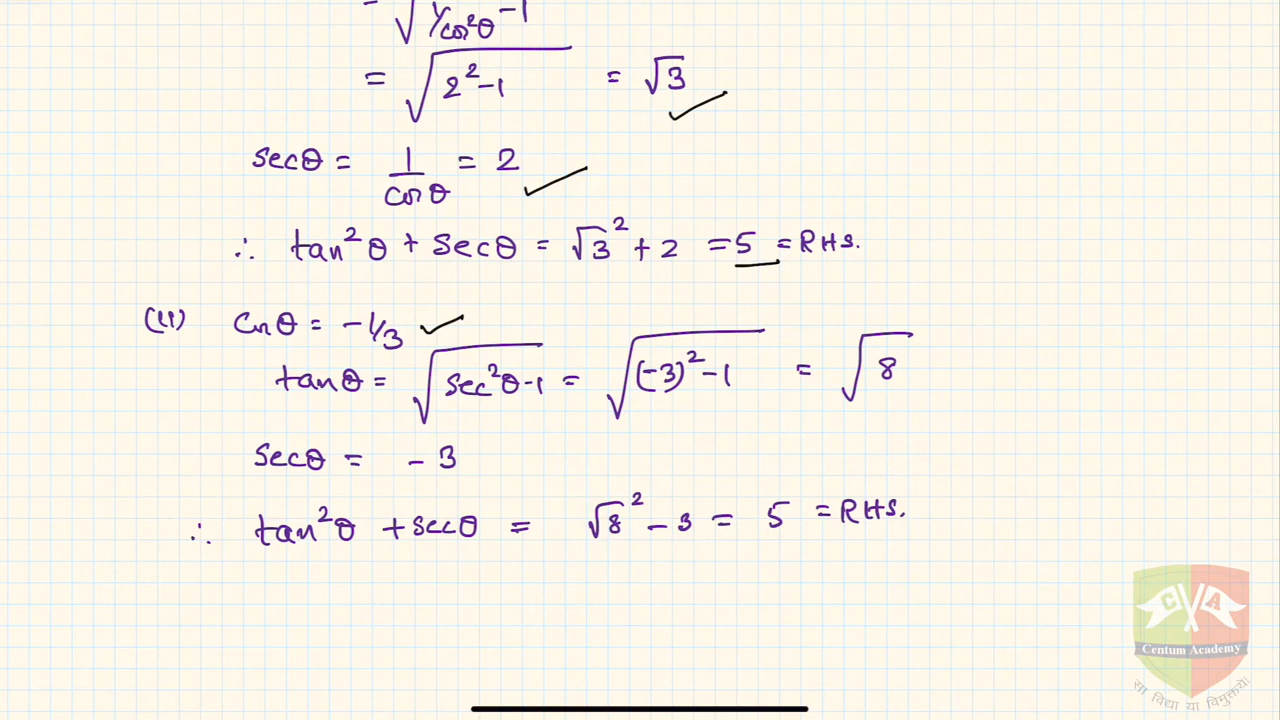 = √(1/cos²θ -1
= √(2²-1) = √3
secθ = 1/cosθ = 2
∴ tan²θ + secθ = √3² + 2 = 5 = RHS.
(ii) cosθ = -1/3
tanθ = √(sec²θ-1) = √((-3)²-1) = √8
secθ = -3
∴ tan²θ + secθ = √8² - 3 = 5 = RHS.
C A
Centum Academy
सा विद्या या विमुक्तये